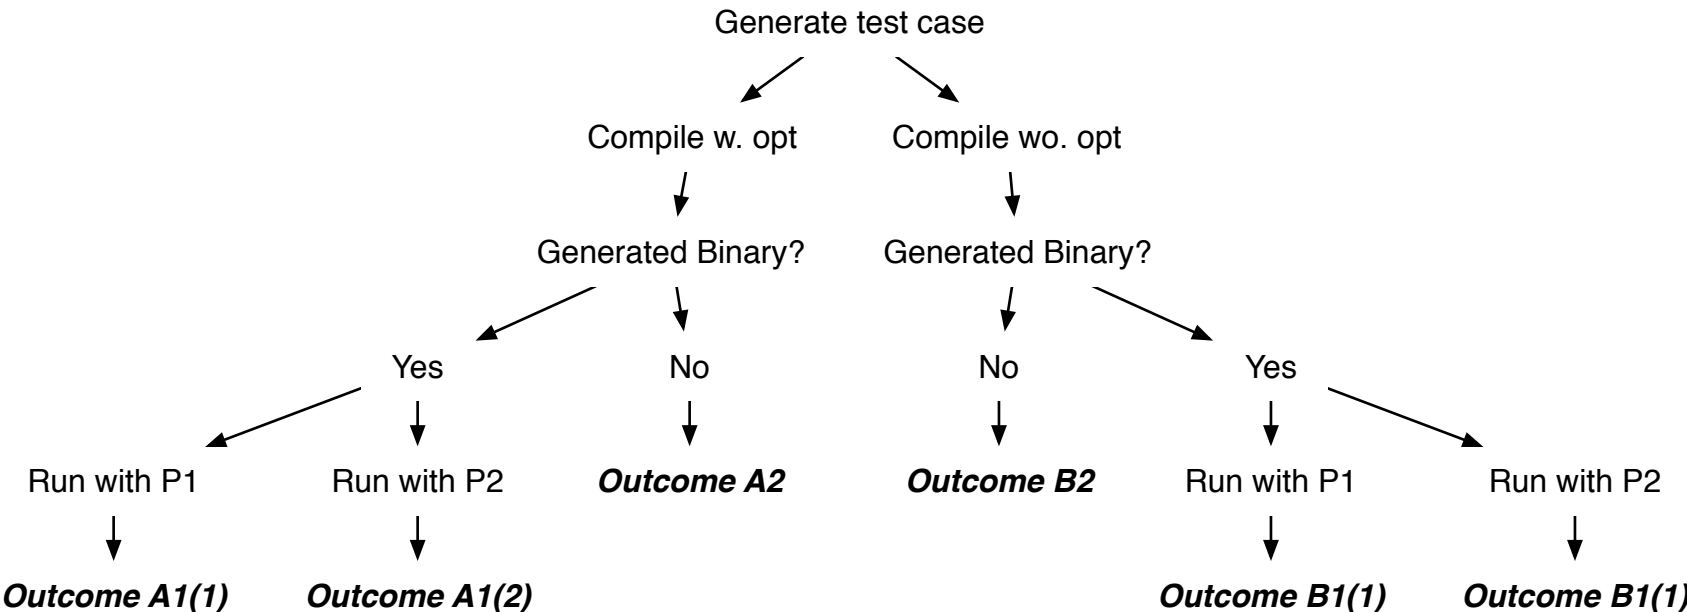 Generate test case
Compile w. opt
Compile wo. opt
Generated Binary?
Generated Binary?
Yes
No
No
Yes
Run with P1
Run with P2
Outcome A2
Outcome B2
Run with P1
Run with P2
Outcome A1(1)
Outcome A1(2)
Outcome B1(1)
Outcome B1(1)